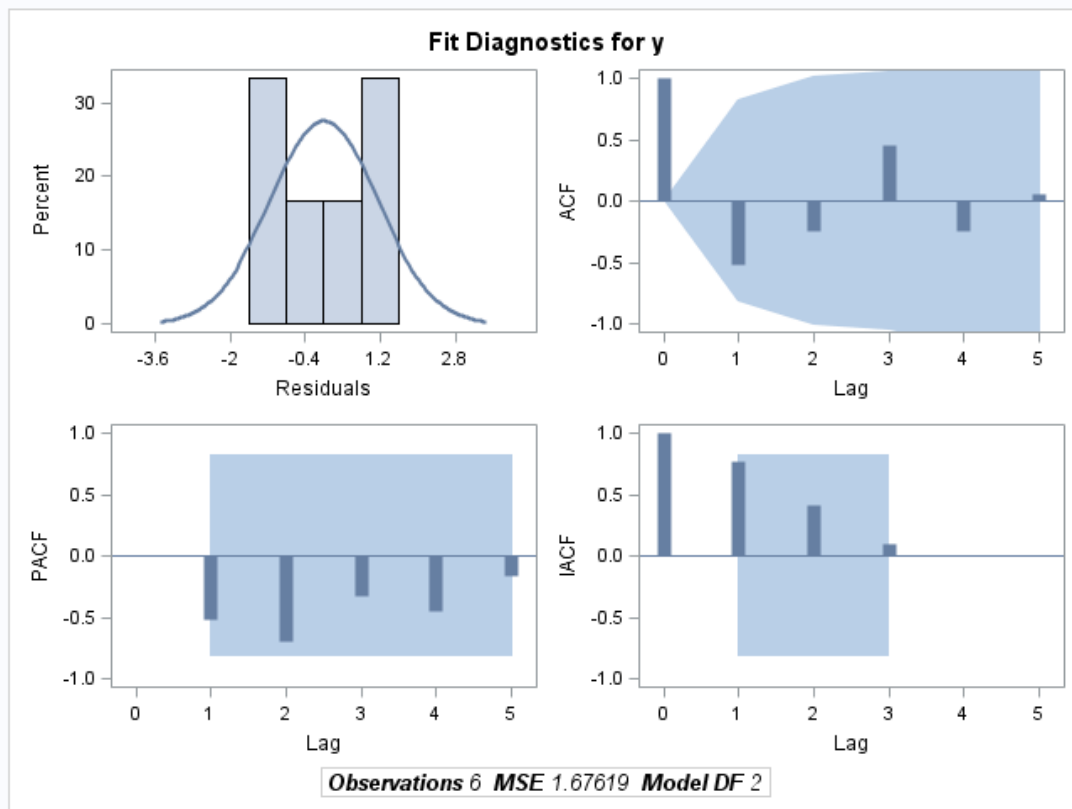 Fit Diagnostics for y
30
20
10
0
Percent
-3.6 -2 -0.4 1.2 2.8
Residuals
1.0
0.5
0.0
-0.5
-1.0
ACF
0 1 2 3 4 5
Lag
1.0
0.5
0.0
-0.5
-1.0
PACF
0 1 2 3 4 5
Lag
1.0
0.5
0.0
-0.5
-1.0
IACF
0 1 2 3 4 5
Lag
Observations 6 MSE 1.67619 Model DF 2